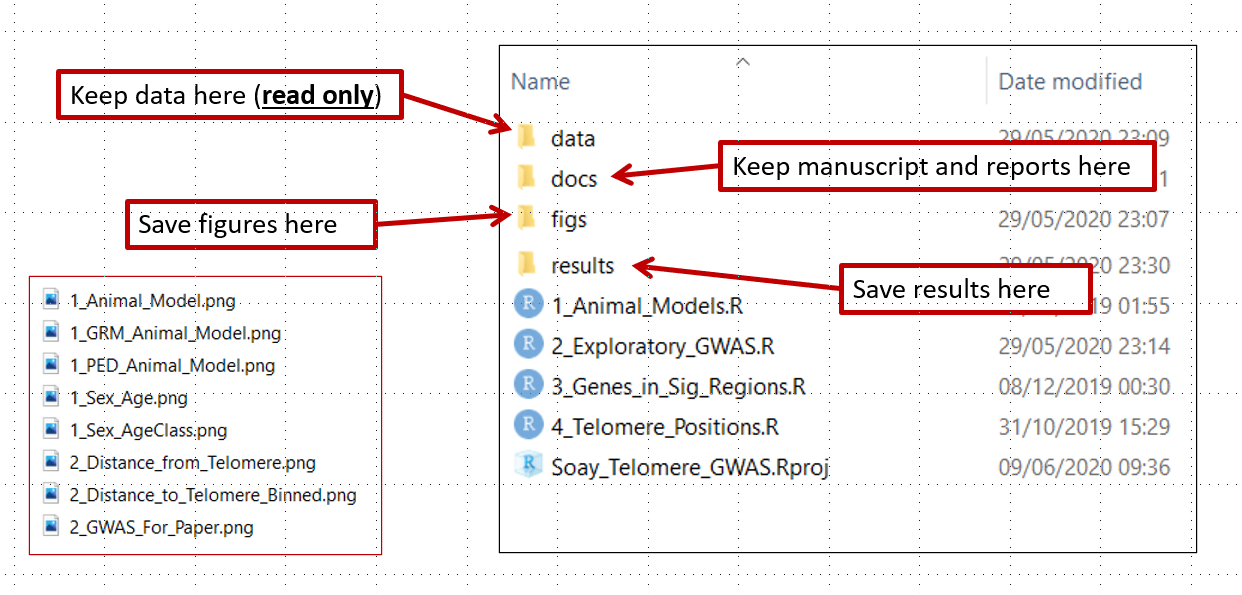 Name
Date modified
Keep data here (read only)
data
29/05/2020 23:09
Keep manuscript and reports here
docs
1
Save figures here
figs
29/05/2020 23:07
results
29/05/2020 23:30
Save results here
1_Animal_Model.png
1_GRM_Animal_Model.png
1_PED_Animal_Model.png
1_Sex_Age.png
1_Sex_AgeClass.png
2_Distance_from_Telomere.png
2_Distance_to_Telomere_Binned.png
2_GWAS_For_Paper.png
1_Animal_Models.R
19 01:55
2_Exploratory_GWAS.R
29/05/2020 23:14
3_Genes_in_Sig_Regions.R
08/12/2019 00:30
4_Telomere_Positions.R
31/10/2019 15:29
Soay_Telomere_GWAS.Rproj
09/06/2020 09:36